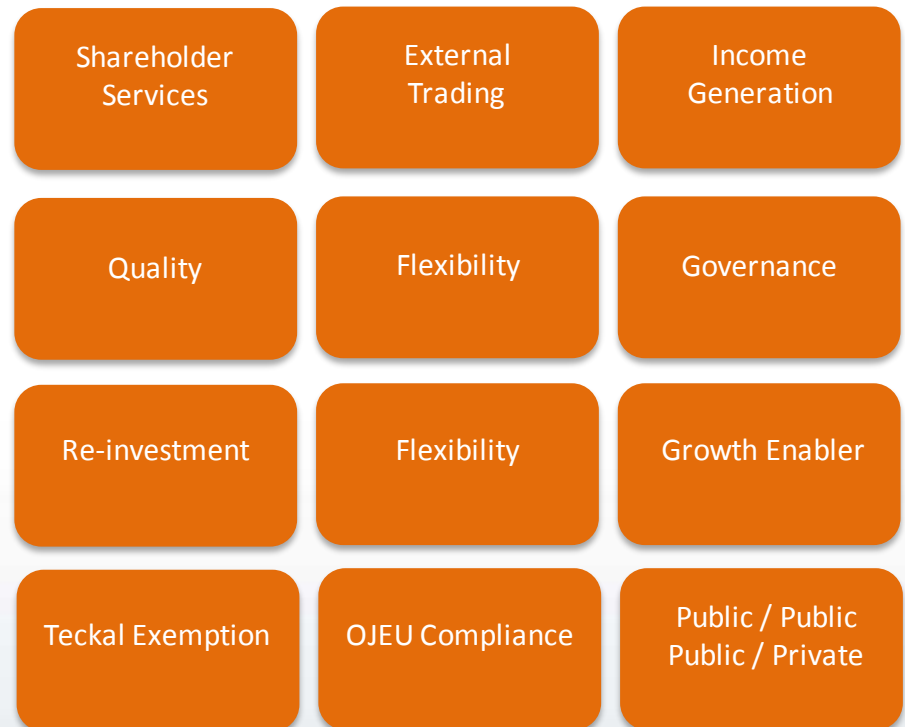 Shareholder
Services
External
Trading
Income
Generation
Quality
Flexibility
Governance
Re-investment
Flexibility
Growth Enabler
Teckal Exemption
OJEU Compliance
Public / Public
Public / Private